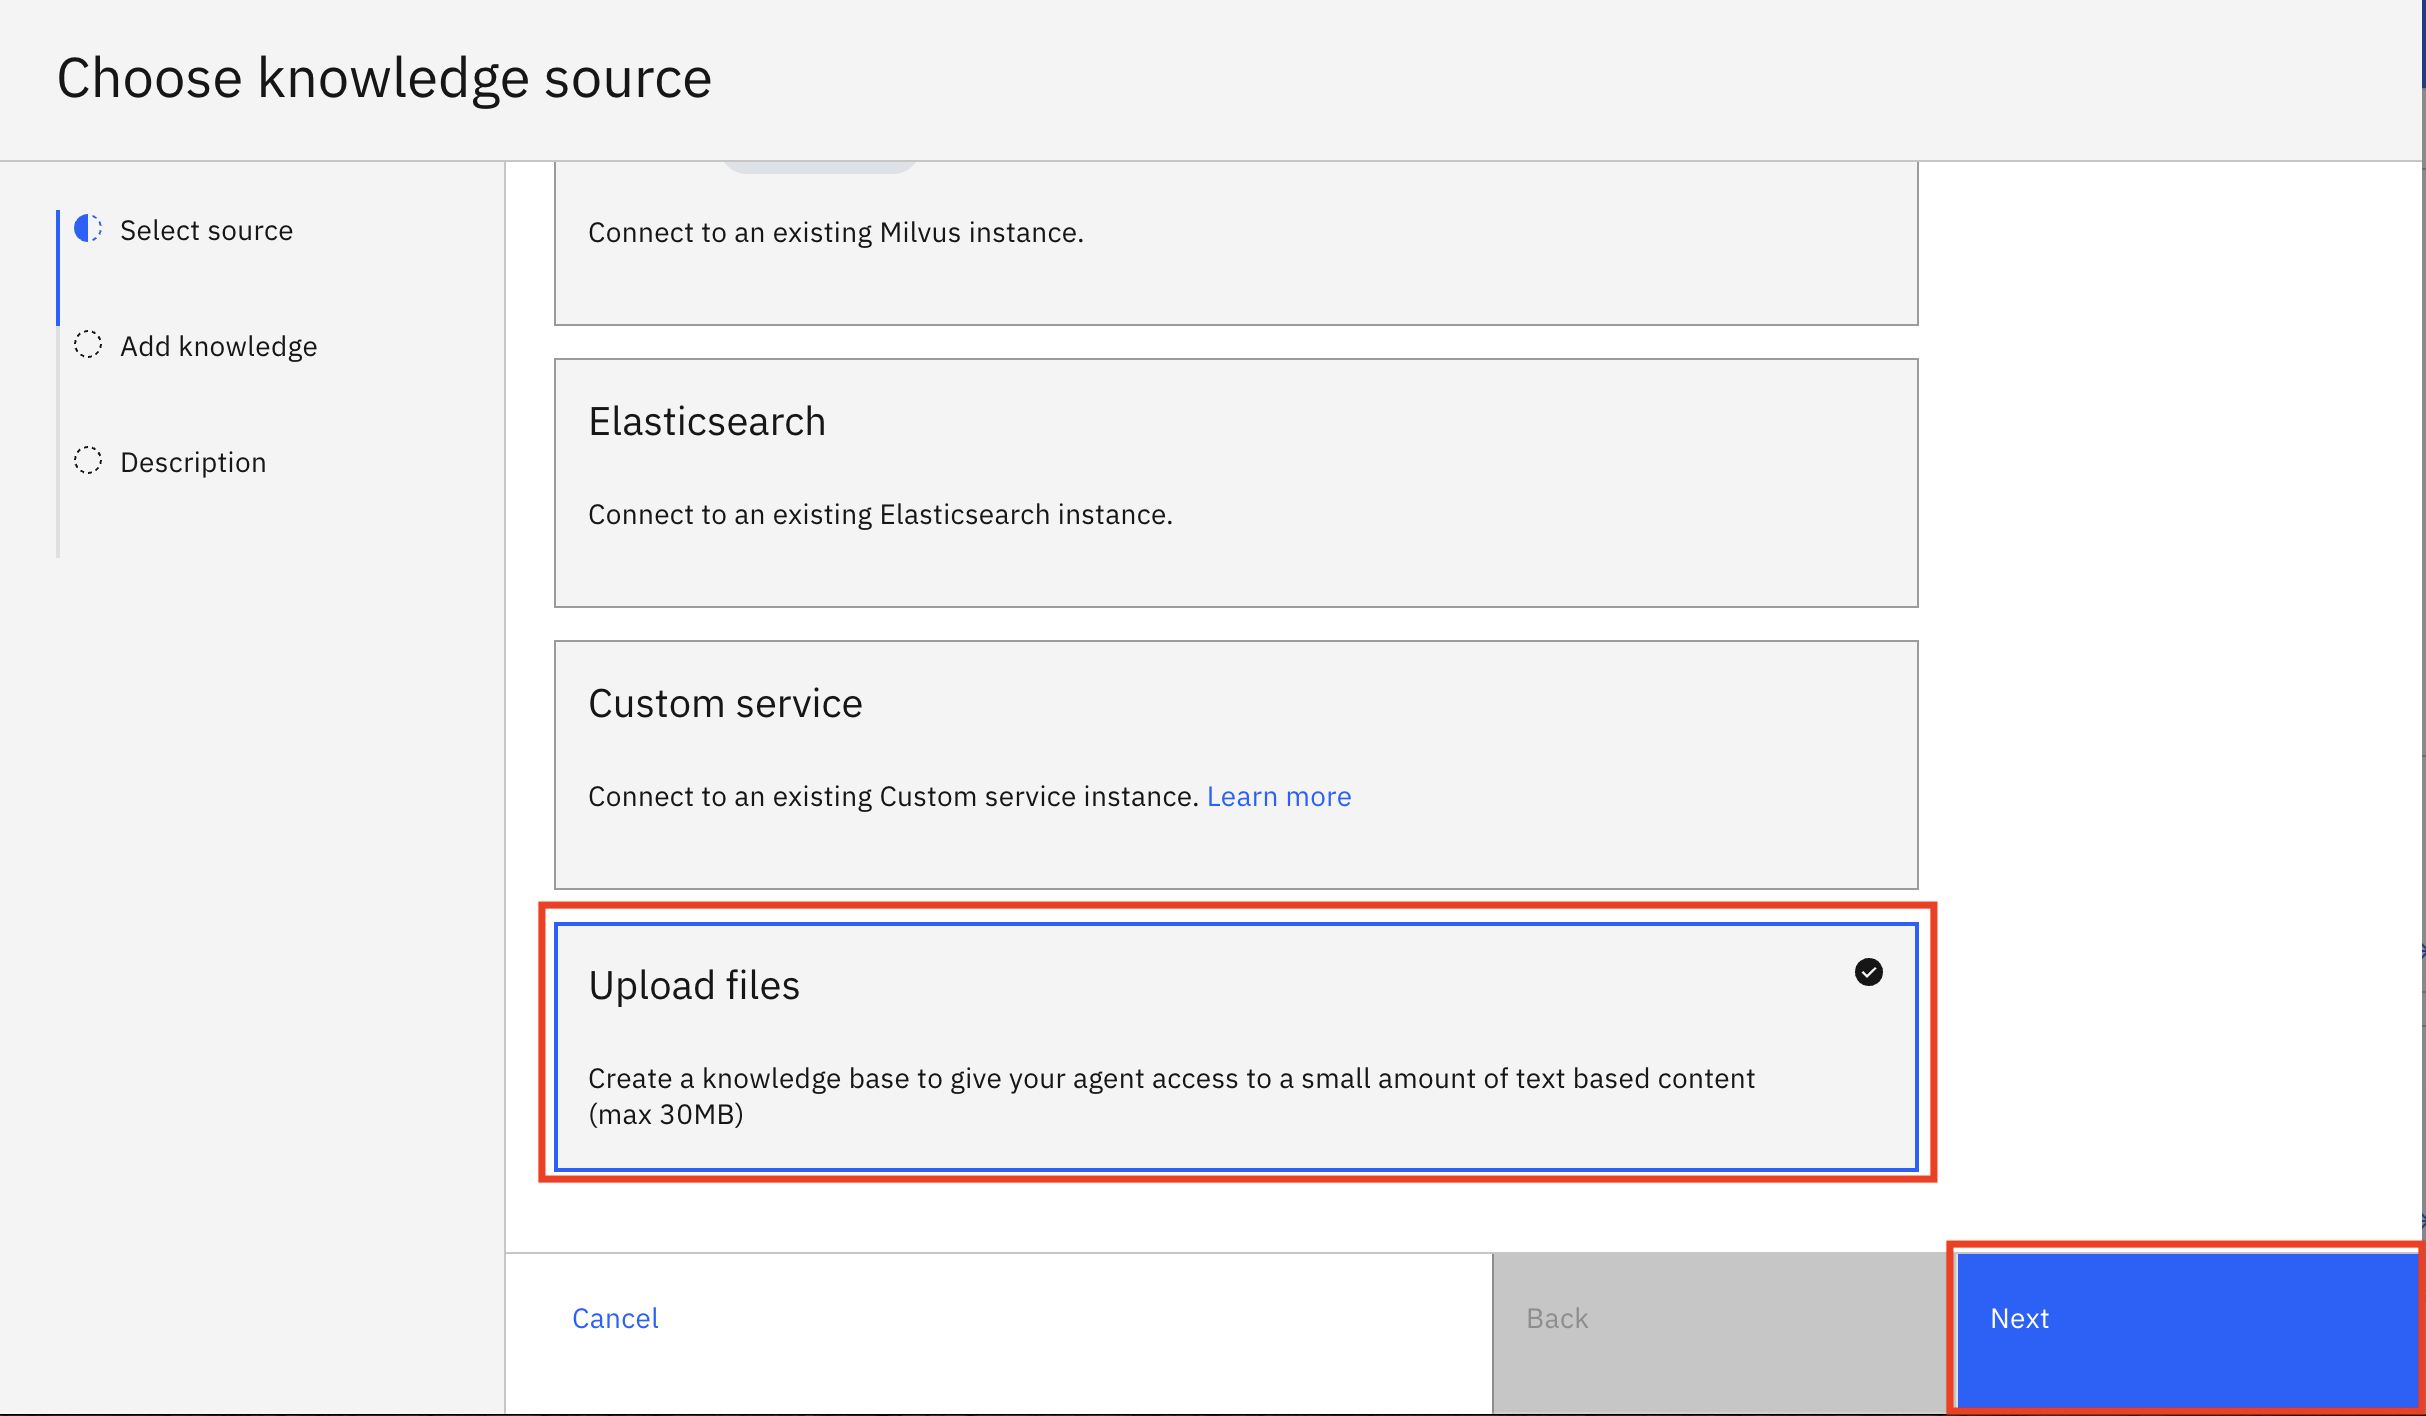 Choose knowledge source
Select source
Add knowledge
Description
Connect to an existing Milvus instance.
Elasticsearch
Connect to an existing Elasticsearch instance.
Custom service
Connect to an existing Custom service instance. Learn more
Upload files
Create a knowledge base to give your agent access to a small amount of text based content
(max 30MB)
Cancel
Back
Next